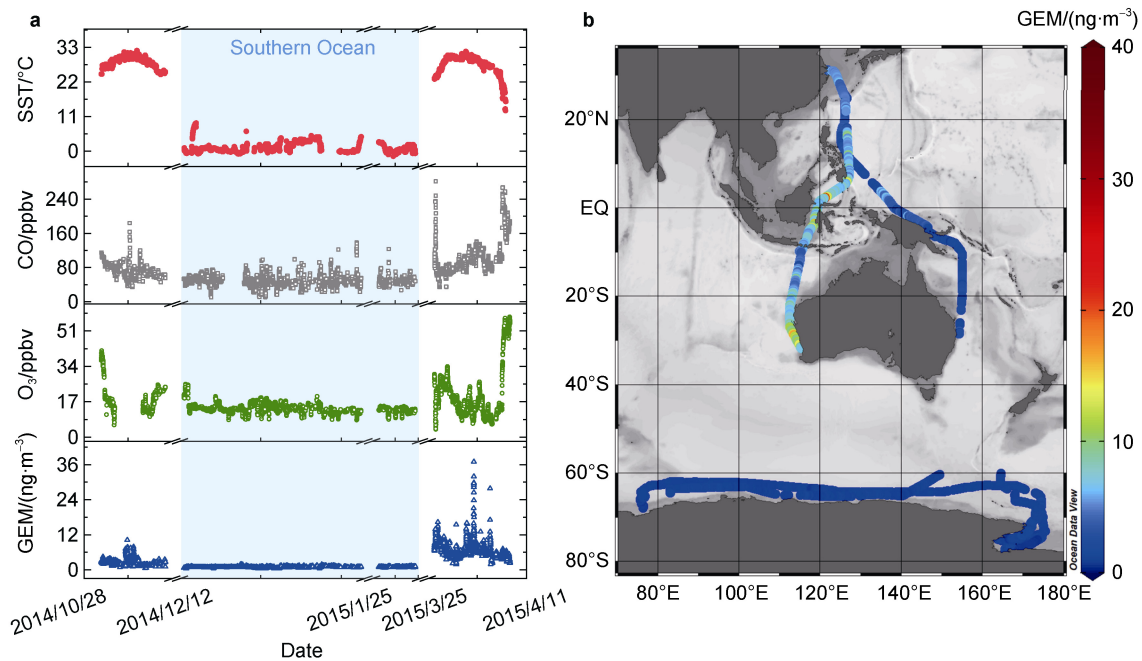 a
Southern Ocean
SST/°C
33
22
11
0
CO/ppbv
240
160
80
0
O₃/ppbv
51
34
17
0
GEM/(ng·m⁻³)
36
24
12
0
2014/10/28
2014/12/12
2015/1/25
2015/3/25
2015/4/11
Date
b
GEM/(ng·m⁻³)
20°N
EQ
20°S
40°S
60°S
80°S
80°E
100°E
120°E
140°E
160°E
180°E
Ocean Data View
40
30
20
10
0